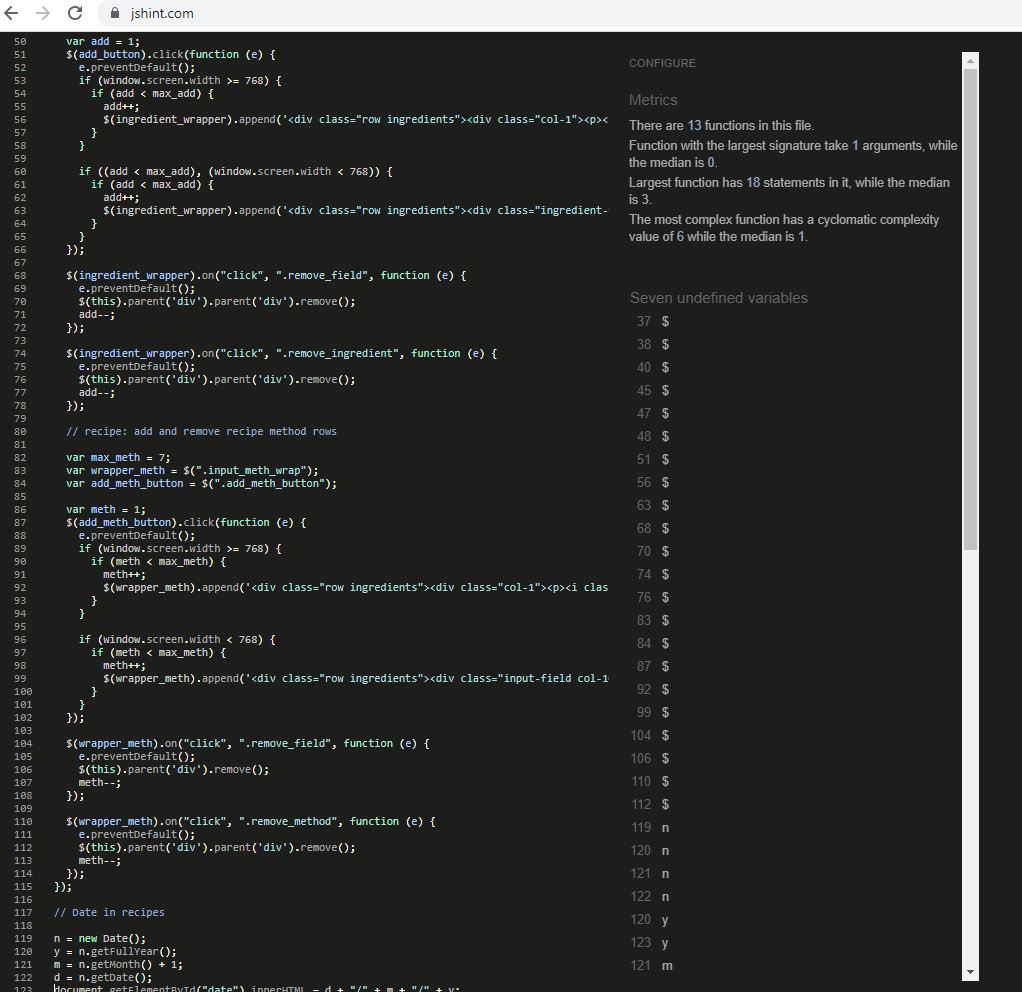 jshint.com
50 var add = 1;
51 $(add_button).click(function (e) {
52 e.preventDefault();
53 if (window.screen.width >= 768) {
54 if (add < max_add) {
55 add++;
56 $(ingredient_wrapper).append('<div class="row ingredients"><div class="col-1"><p><
57 }
58 }
59
60 if ((add < max_add), (window.screen.width < 768)) {
61 if (add < max_add) {
62 add++;
63 $(ingredient_wrapper).append('<div class="row ingredients"><div class="ingredient-
64 }
65 }
66 });
67
68 $(ingredient_wrapper).on("click", ".remove_field", function (e) {
69 e.preventDefault();
70 $(this).parent('div').parent('div').remove();
71 add--;
72 });
73
74 $(ingredient_wrapper).on("click", ".remove_ingredient", function (e) {
75 e.preventDefault();
76 $(this).parent('div').parent('div').remove();
77 add--;
78 });
79
80 // recipe: add and remove recipe method rows
81
82 var max_meth = 7;
83 var wrapper_meth = $(".input_meth_wrap");
84 var add_meth_button = $(".add_meth_button");
85
86 var meth = 1;
87 $(add_meth_button).click(function (e) {
88 e.preventDefault();
89 if (window.screen.width >= 768) {
90 if (meth < max_meth) {
91 meth++;
92 $(wrapper_meth).append('<div class="row ingredients"><div class="col-1"><p><i clas
93 }
94 }
95
96 if (window.screen.width < 768) {
97 if (meth < max_meth) {
98 meth++;
99 $(wrapper_meth).append('<div class="row ingredients"><div class="input-field col-1
100 }
101 }
102 });
103
104 $(wrapper_meth).on("click", ".remove_field", function (e) {
105 e.preventDefault();
106 $(this).parent('div').remove();
107 meth--;
108 });
109
110 $(wrapper_meth).on("click", ".remove_method", function (e) {
111 e.preventDefault();
112 $(this).parent('div').parent('div').remove();
113 meth--;
114 });
115 });
116
117 // Date in recipes
118
119 n = new Date();
120 y = n.getFullYear();
121 m = n.getMonth() + 1;
122 d = n.getDate();
123 document.getElementById("date").innerHTML = d + "/" + m + "/" + y;
CONFIGURE
Metrics
There are 13 functions in this file.
Function with the largest signature take 1 arguments, while
the median is 0.
Largest function has 18 statements in it, while the median
is 3.
The most complex function has a cyclomatic complexity
value of 6 while the median is 1.
Seven undefined variables
37 $
38 $
40 $
45 $
47 $
48 $
51 $
56 $
63 $
68 $
70 $
74 $
76 $
83 $
84 $
87 $
92 $
99 $
104 $
106 $
110 $
112 $
119 n
120 n
121 n
122 n
120 y
123 y
121 m